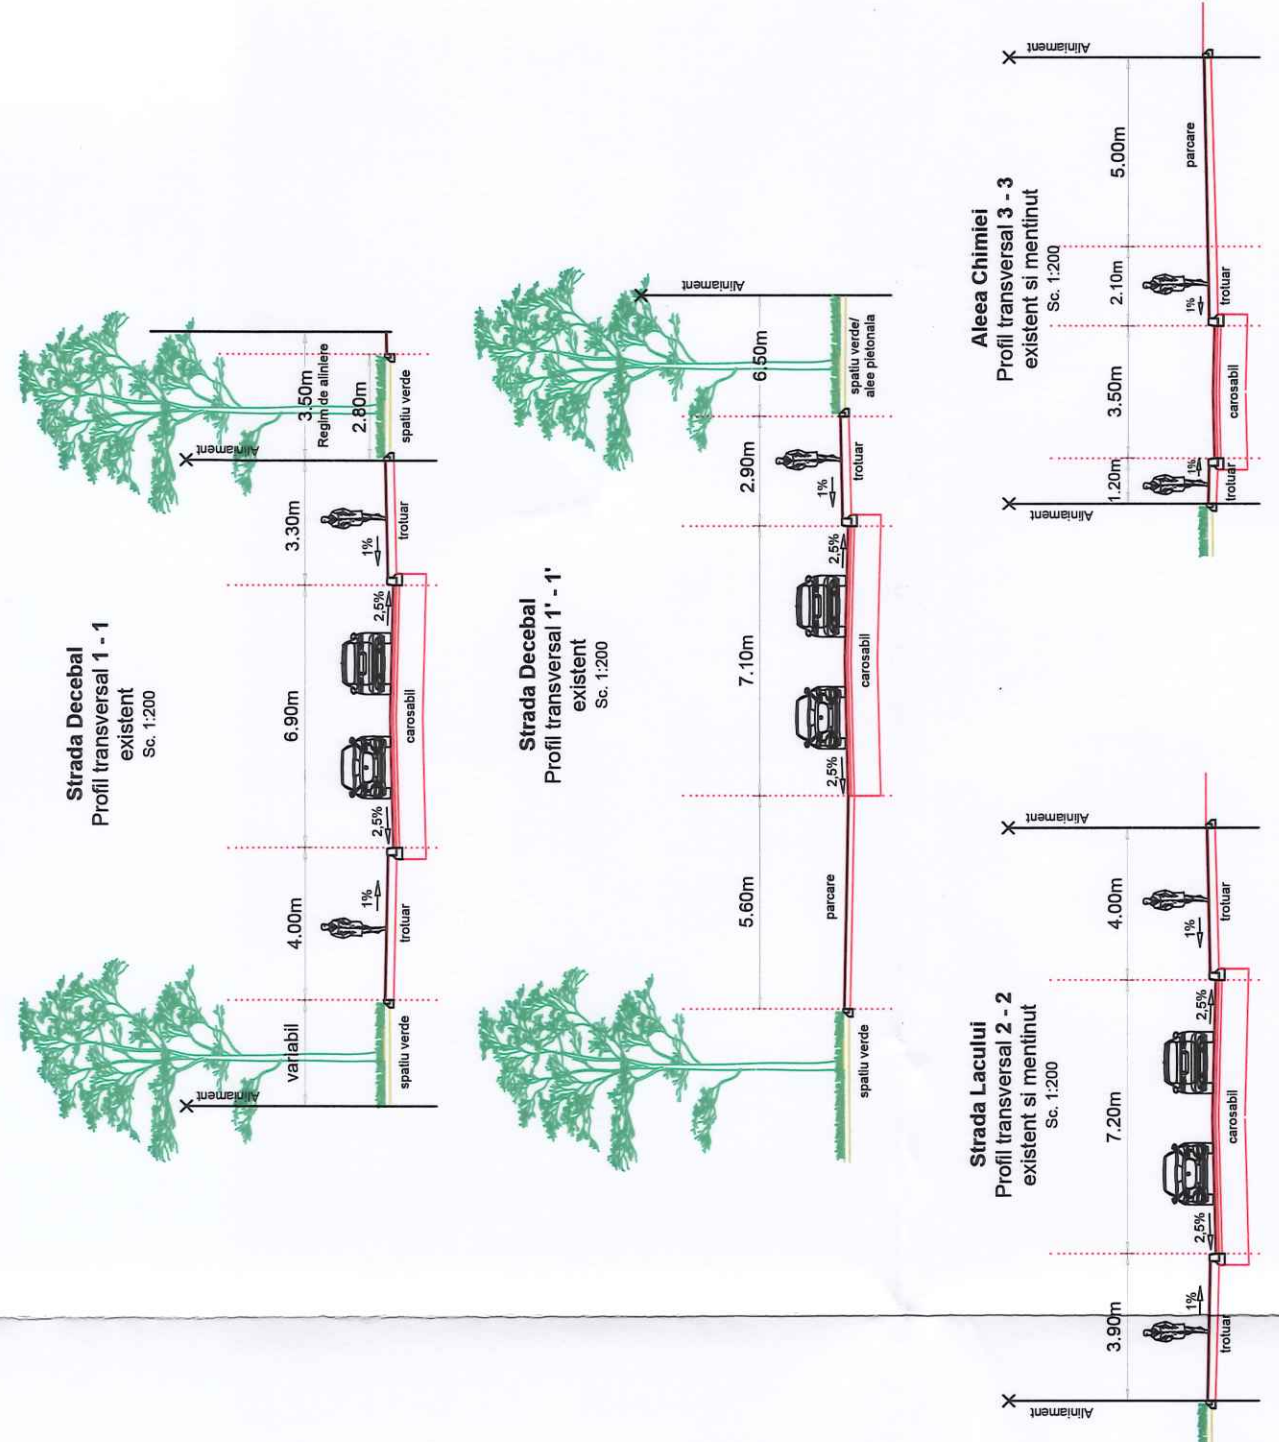 Strada Decebal
Profil transversal 1 - 1
existent
Sc. 1:200
variabil
4.00m
6.90m
3.30m
3.50m
Regim de aliniere
2.80m
Aliniament
Aliniament
1%
2,5%
2,5%
1%
spatiu verde
trotuar
carosabil
trotuar
spatiu verde
Strada Decebal
Profil transversal 1' - 1'
existent
Sc. 1:200
5.60m
7.10m
2.90m
6.50m
Aliniament
2,5%
2,5%
1%
spatiu verde
parcare
carosabil
trotuar
spatiu verde/
alee pietonala
Strada Lacului
Profil transversal 2 - 2
existent si mentinut
Sc. 1:200
3.90m
7.20m
4.00m
Aliniament
Aliniament
1%
2,5%
2,5%
1%
trotuar
carosabil
trotuar
Aleea Chimiei
Profil transversal 3 - 3
existent si mentinut
Sc. 1:200
1.20m
3.50m
2.10m
5.00m
Aliniament
Aliniament
1%
1%
trotuar
carosabil
trotuar
parcare